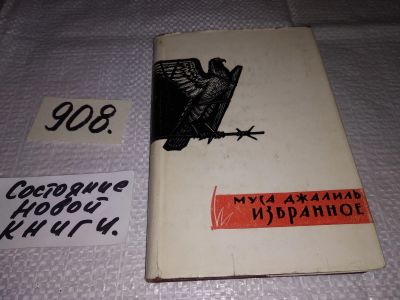 908.
Состояние
новой
книги.
МУСА ДЖАЛИЛЬ
ИЗБРАННОЕ